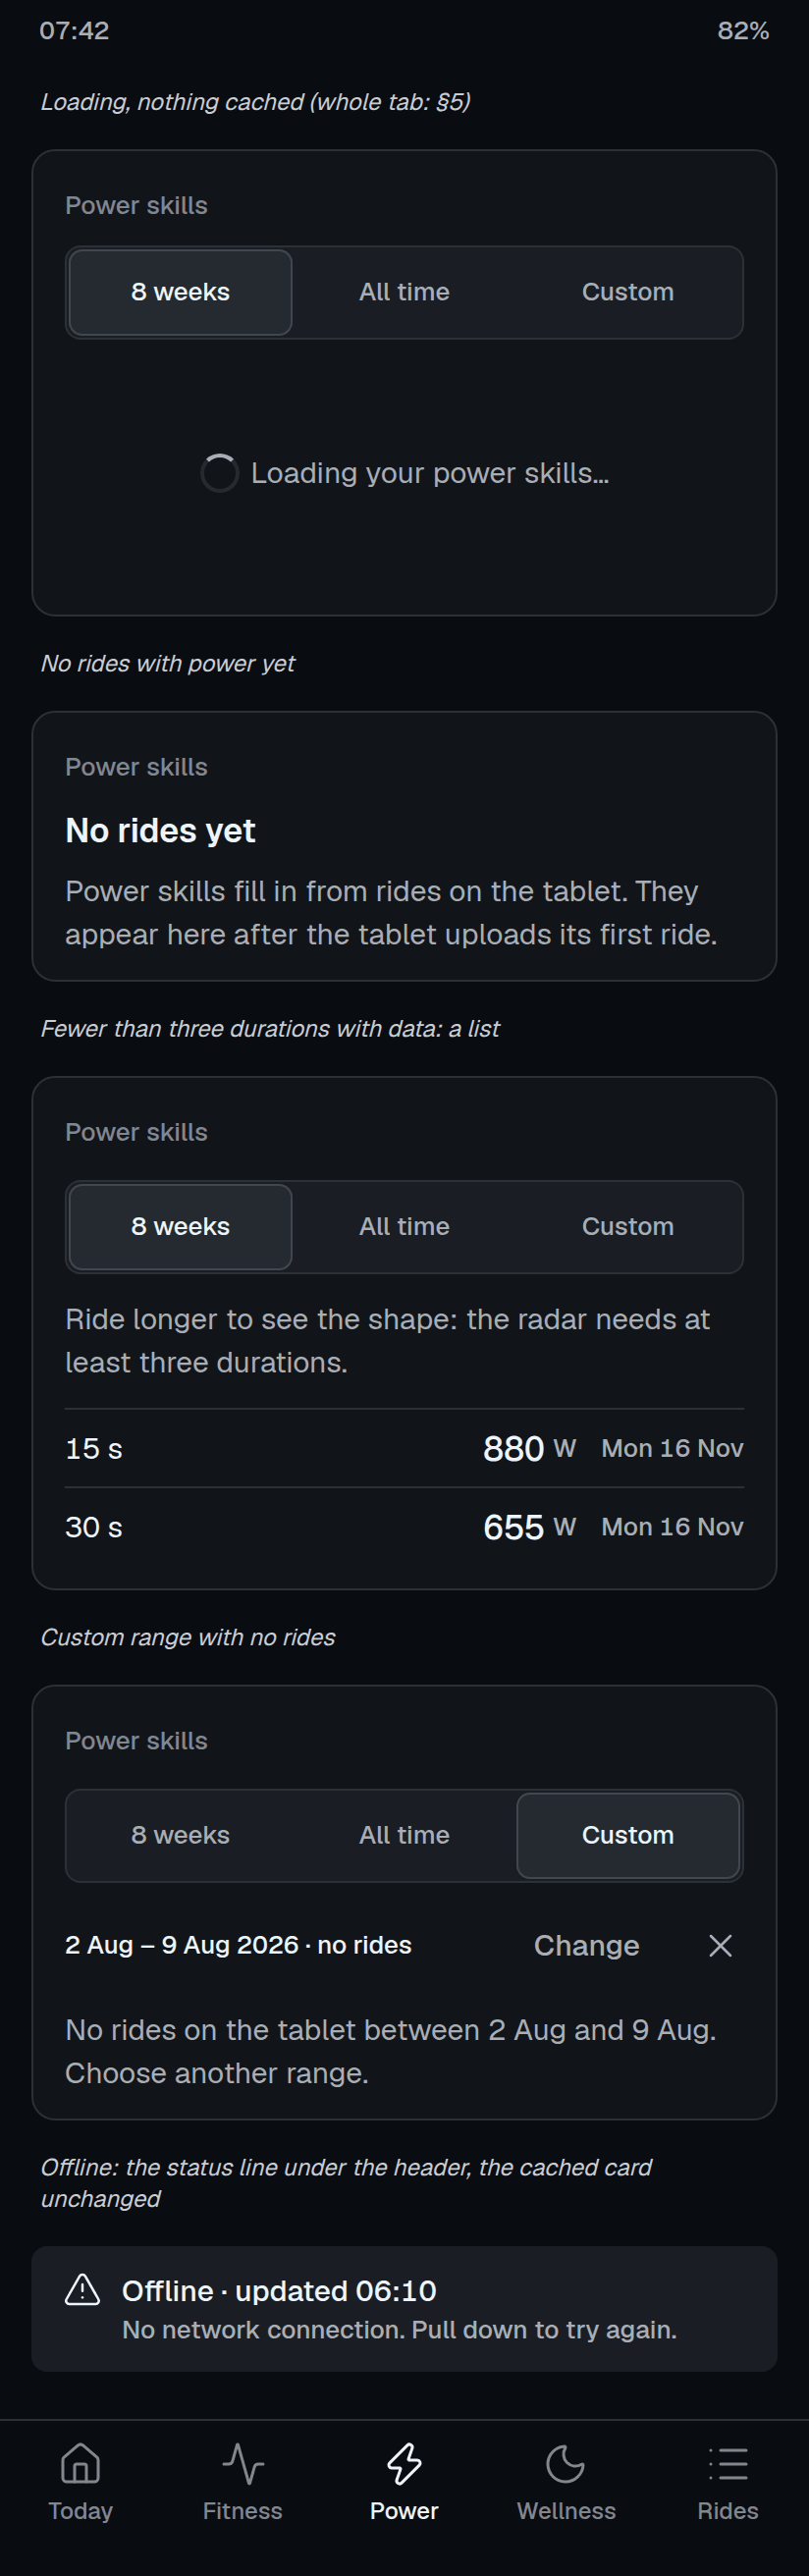 07:42 82%
Loading, nothing cached (whole tab: §5)
Power skills
8 weeks All time Custom
Loading your power skills…
No rides with power yet
Power skills
No rides yet
Power skills fill in from rides on the tablet. They
appear here after the tablet uploads its first ride.
Fewer than three durations with data: a list
Power skills
8 weeks All time Custom
Ride longer to see the shape: the radar needs at
least three durations.
15 s 880 W Mon 16 Nov
30 s 655 W Mon 16 Nov
Custom range with no rides
Power skills
8 weeks All time Custom
2 Aug – 9 Aug 2026 · no rides Change
No rides on the tablet between 2 Aug and 9 Aug.
Choose another range.
Offline: the status line under the header, the cached card
unchanged
Offline · updated 06:10
No network connection. Pull down to try again.
Today Fitness Power Wellness Rides